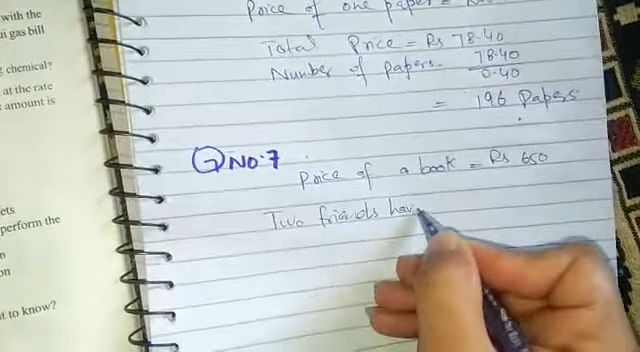 with the
i gas bill
chemical?
at the rate
amount is
ets
perform the
n
on
t to know?
Price of one paper =
Total Price = Rs 78.40
Number of papers. 78.40
0.40
= 196 Papers
Q NO.7
Price of a book = Rs 650
Two friends hav